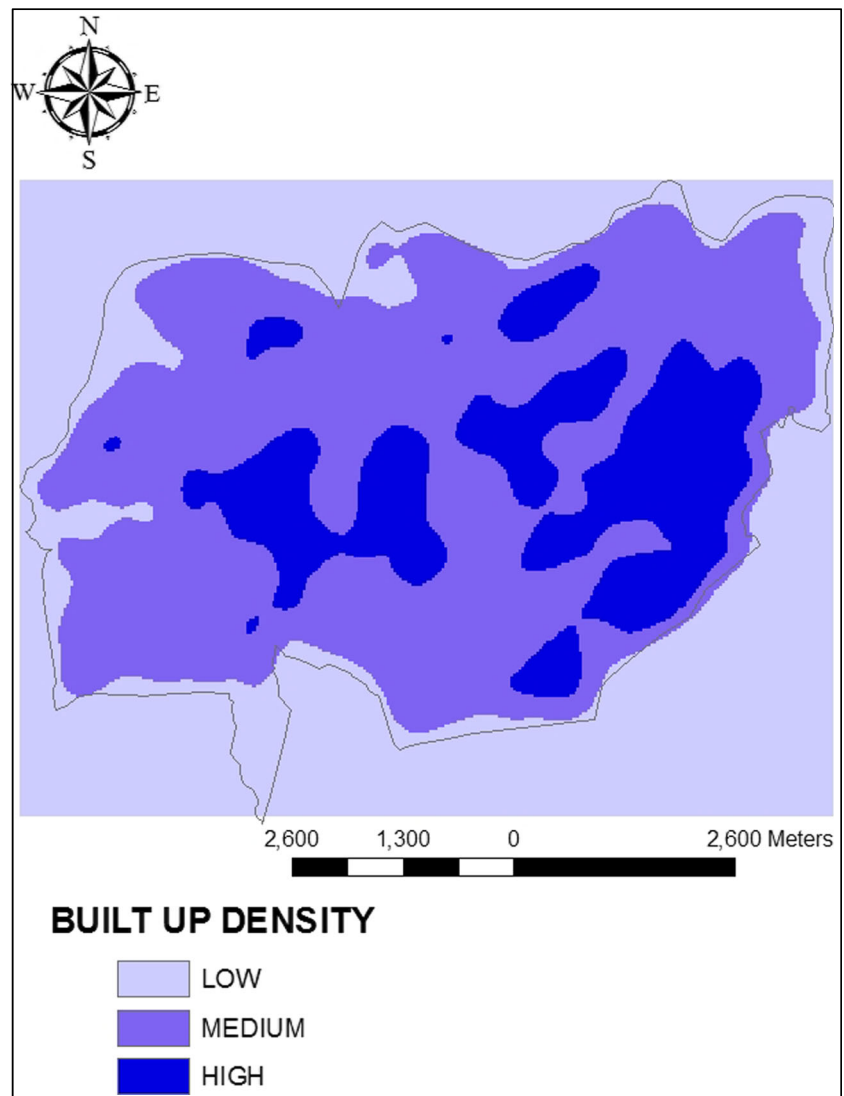 N
W E
S
2,600 1,300 0 2,600 Meters
BUILT UP DENSITY
LOW
MEDIUM
HIGH